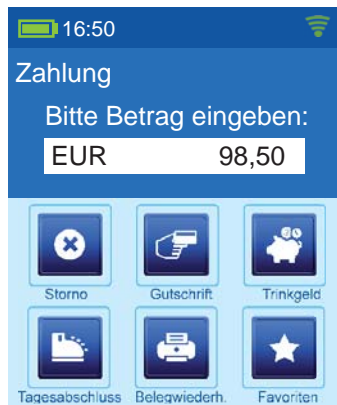 16:50
Zahlung
Bitte Betrag eingeben:
EUR 98,50
Storno Gutschrift Trinkgeld
Tagesabschluss Belegwiederh. Favoriten